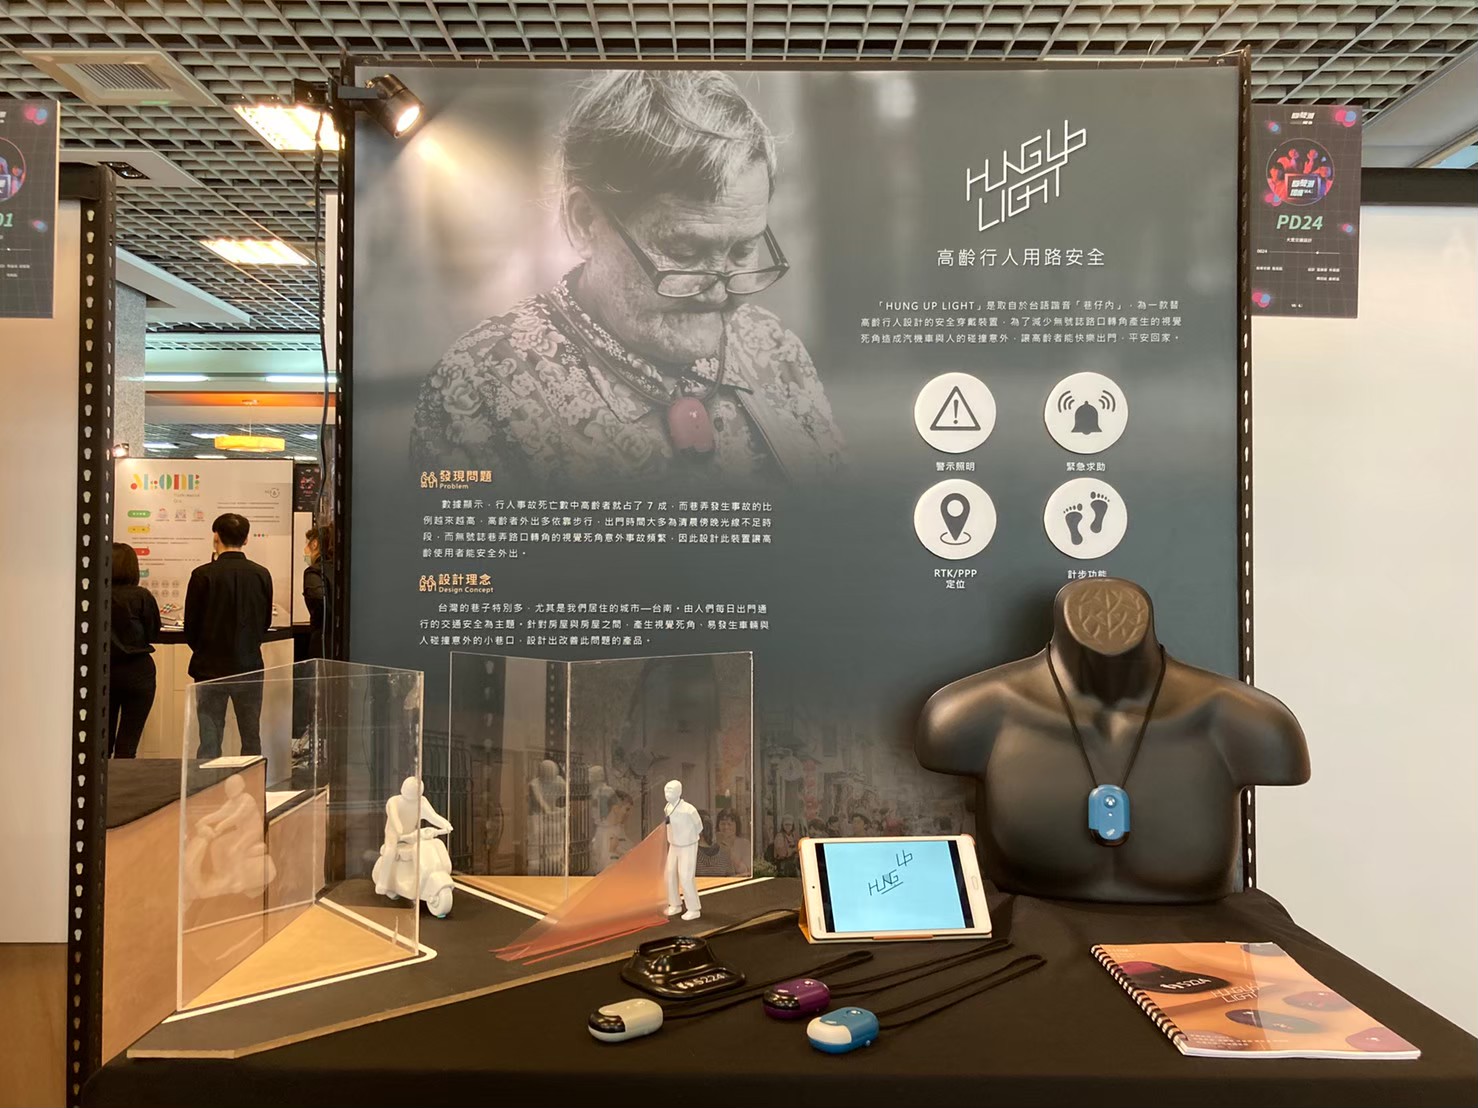 HUNG UP
LIGHT
高齡行人用路安全
「HUNG UP LIGHT」是取自於台語諧音「巷仔內」，為一款替
高齡行人設計的安全穿戴裝置，為了減少無號誌路口轉角產生的視覺
死角造成汽機車與人的碰撞意外，讓高齡者能快樂出門，平安回家。
警示照明
緊急求助
RTK/PPP
定位
計步功能
發現問題
Problem
數據顯示，行人事故死亡數中高齡者就占了 7 成，而巷弄發生事故的比
例越來越高，高齡者外出多依靠步行，出門時間大多為清晨傍晚光線不足時
段，而無號誌巷弄路口轉角的視覺死角意外事故頻繁，因此設計此裝置讓高
齡使用者能安全外出。
設計理念
Design Concept
台灣的巷子特別多，尤其是我們居住的城市—台南。由人們每日出門通
行的交通安全為主題。針對房屋與房屋之間，產生視覺死角，易發生車輛與
人碰撞意外的小巷口，設計出改善此問題的產品。
PD24
01
HUNG UP
HUNG UP
LIGHT